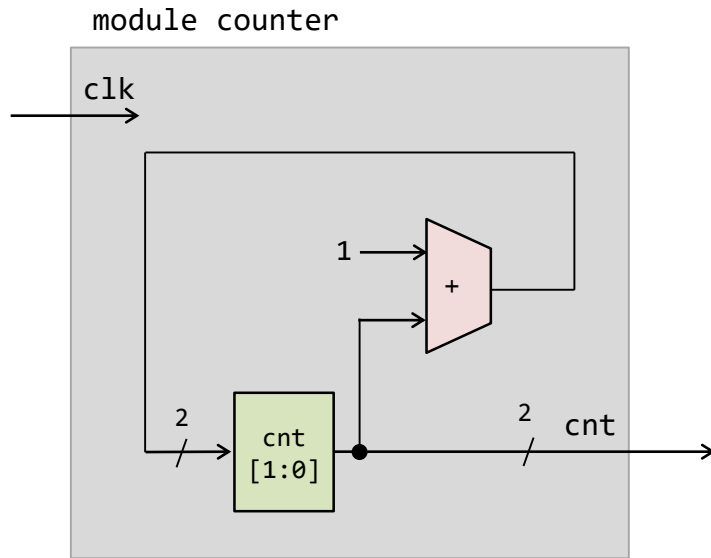 module counter
clk
1
+
2
cnt
[1:0]
2
cnt